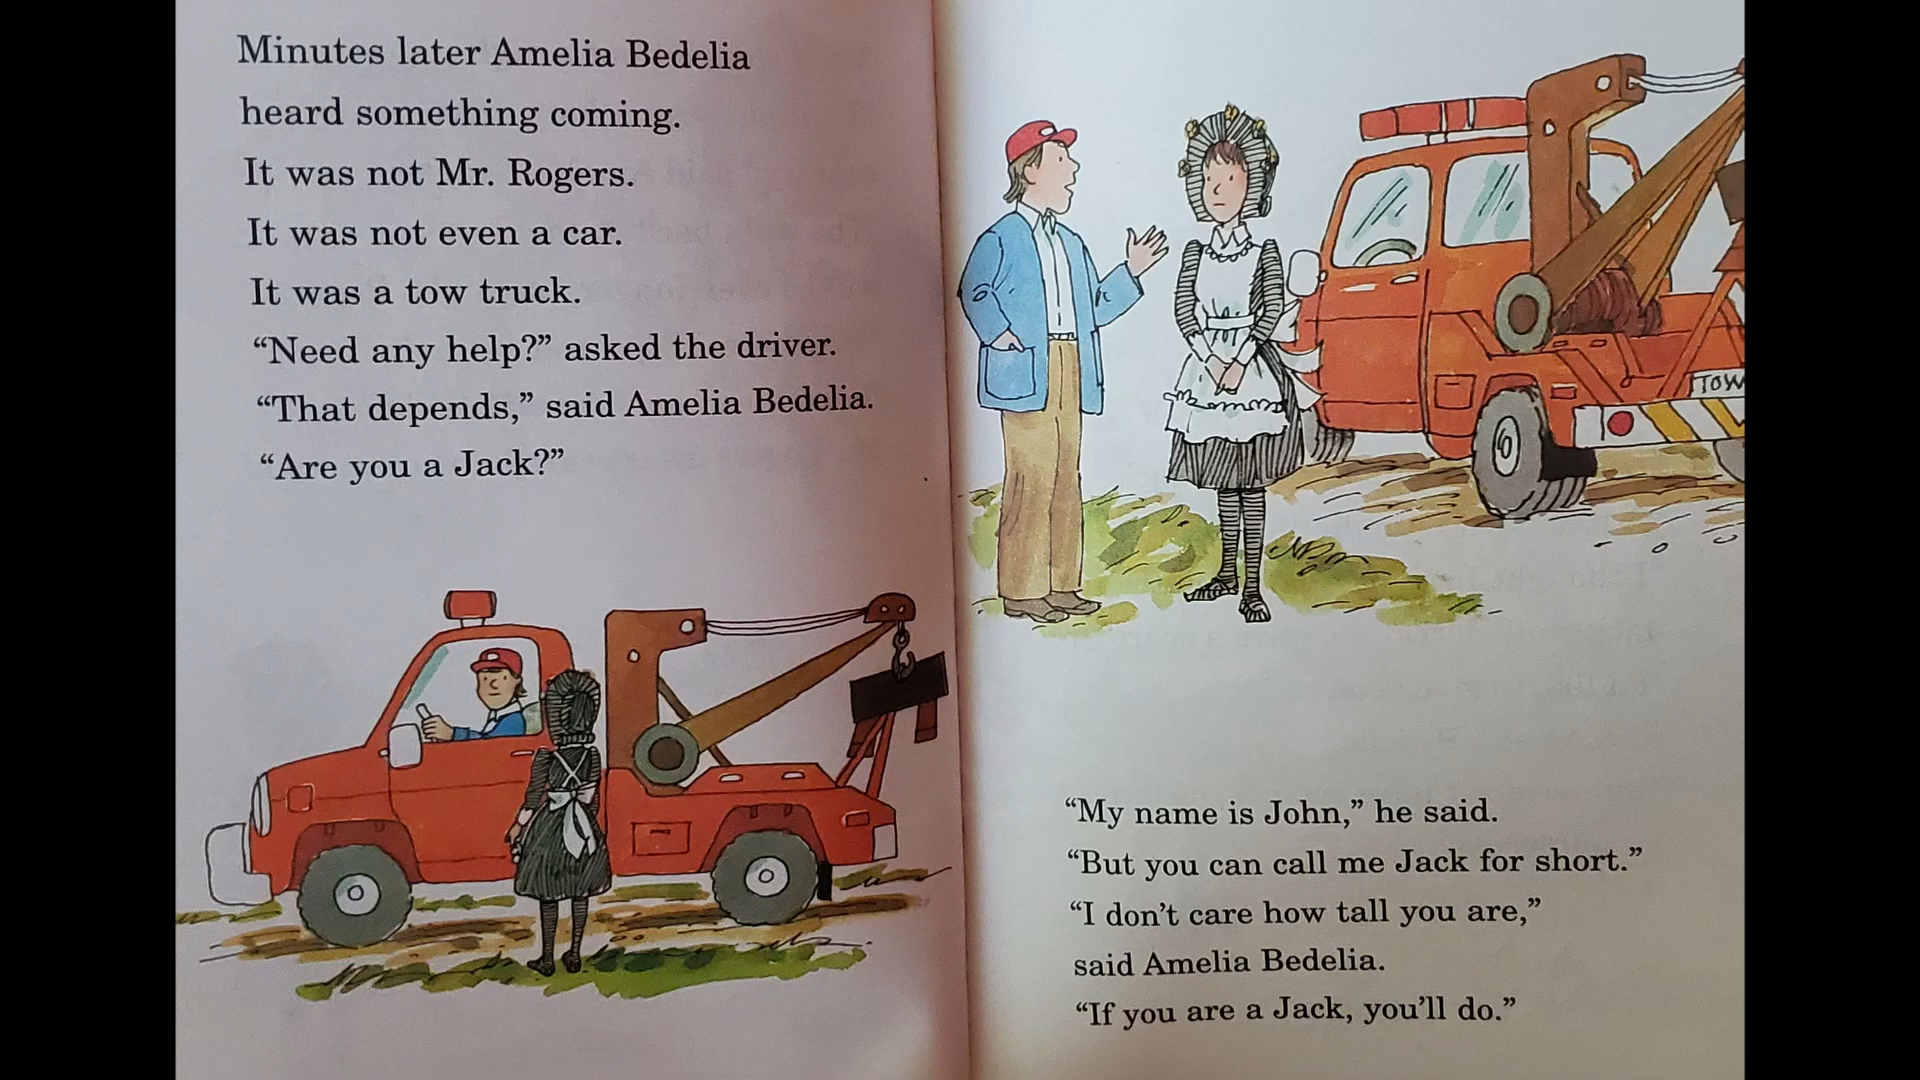 Minutes later Amelia Bedelia
heard something coming.
It was not Mr. Rogers.
It was not even a car.
It was a tow truck.
“Need any help?” asked the driver.
“That depends,” said Amelia Bedelia.
“Are you a Jack?”
TOW
“My name is John,” he said.
“But you can call me Jack for short.”
“I don’t care how tall you are,”
said Amelia Bedelia.
“If you are a Jack, you’ll do.”